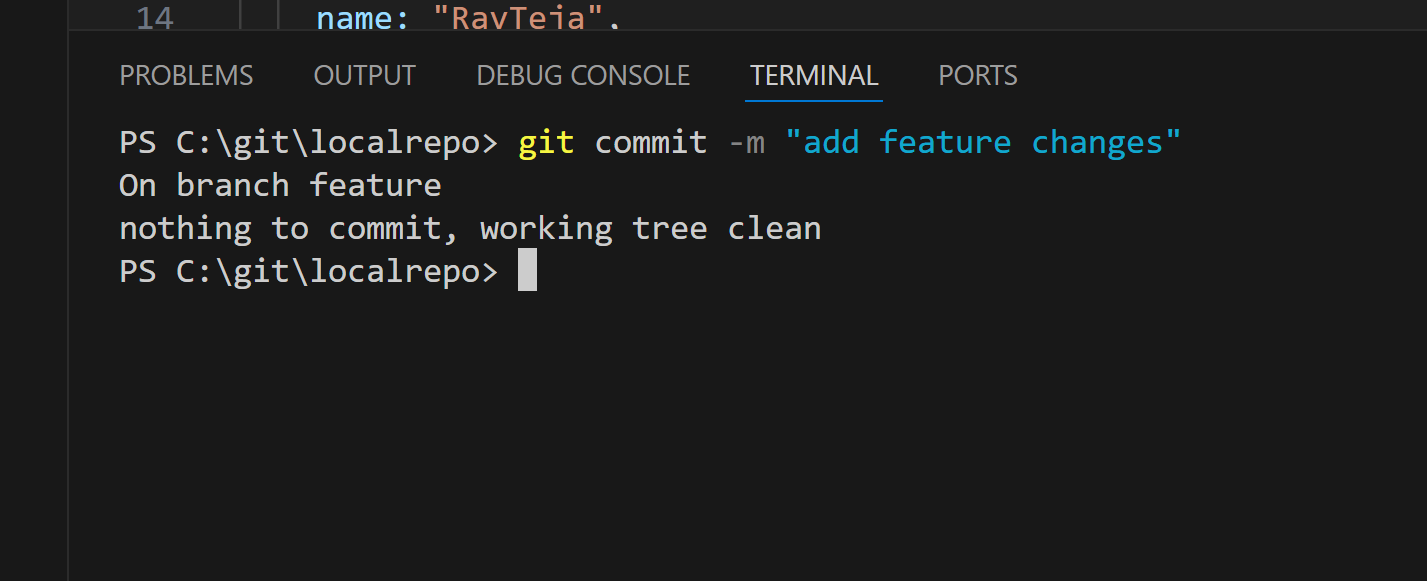 14 name: "RavTeja",
PROBLEMS OUTPUT DEBUG CONSOLE TERMINAL PORTS
PS C:\git\localrepo> git commit -m "add feature changes"
On branch feature
nothing to commit, working tree clean
PS C:\git\localrepo>